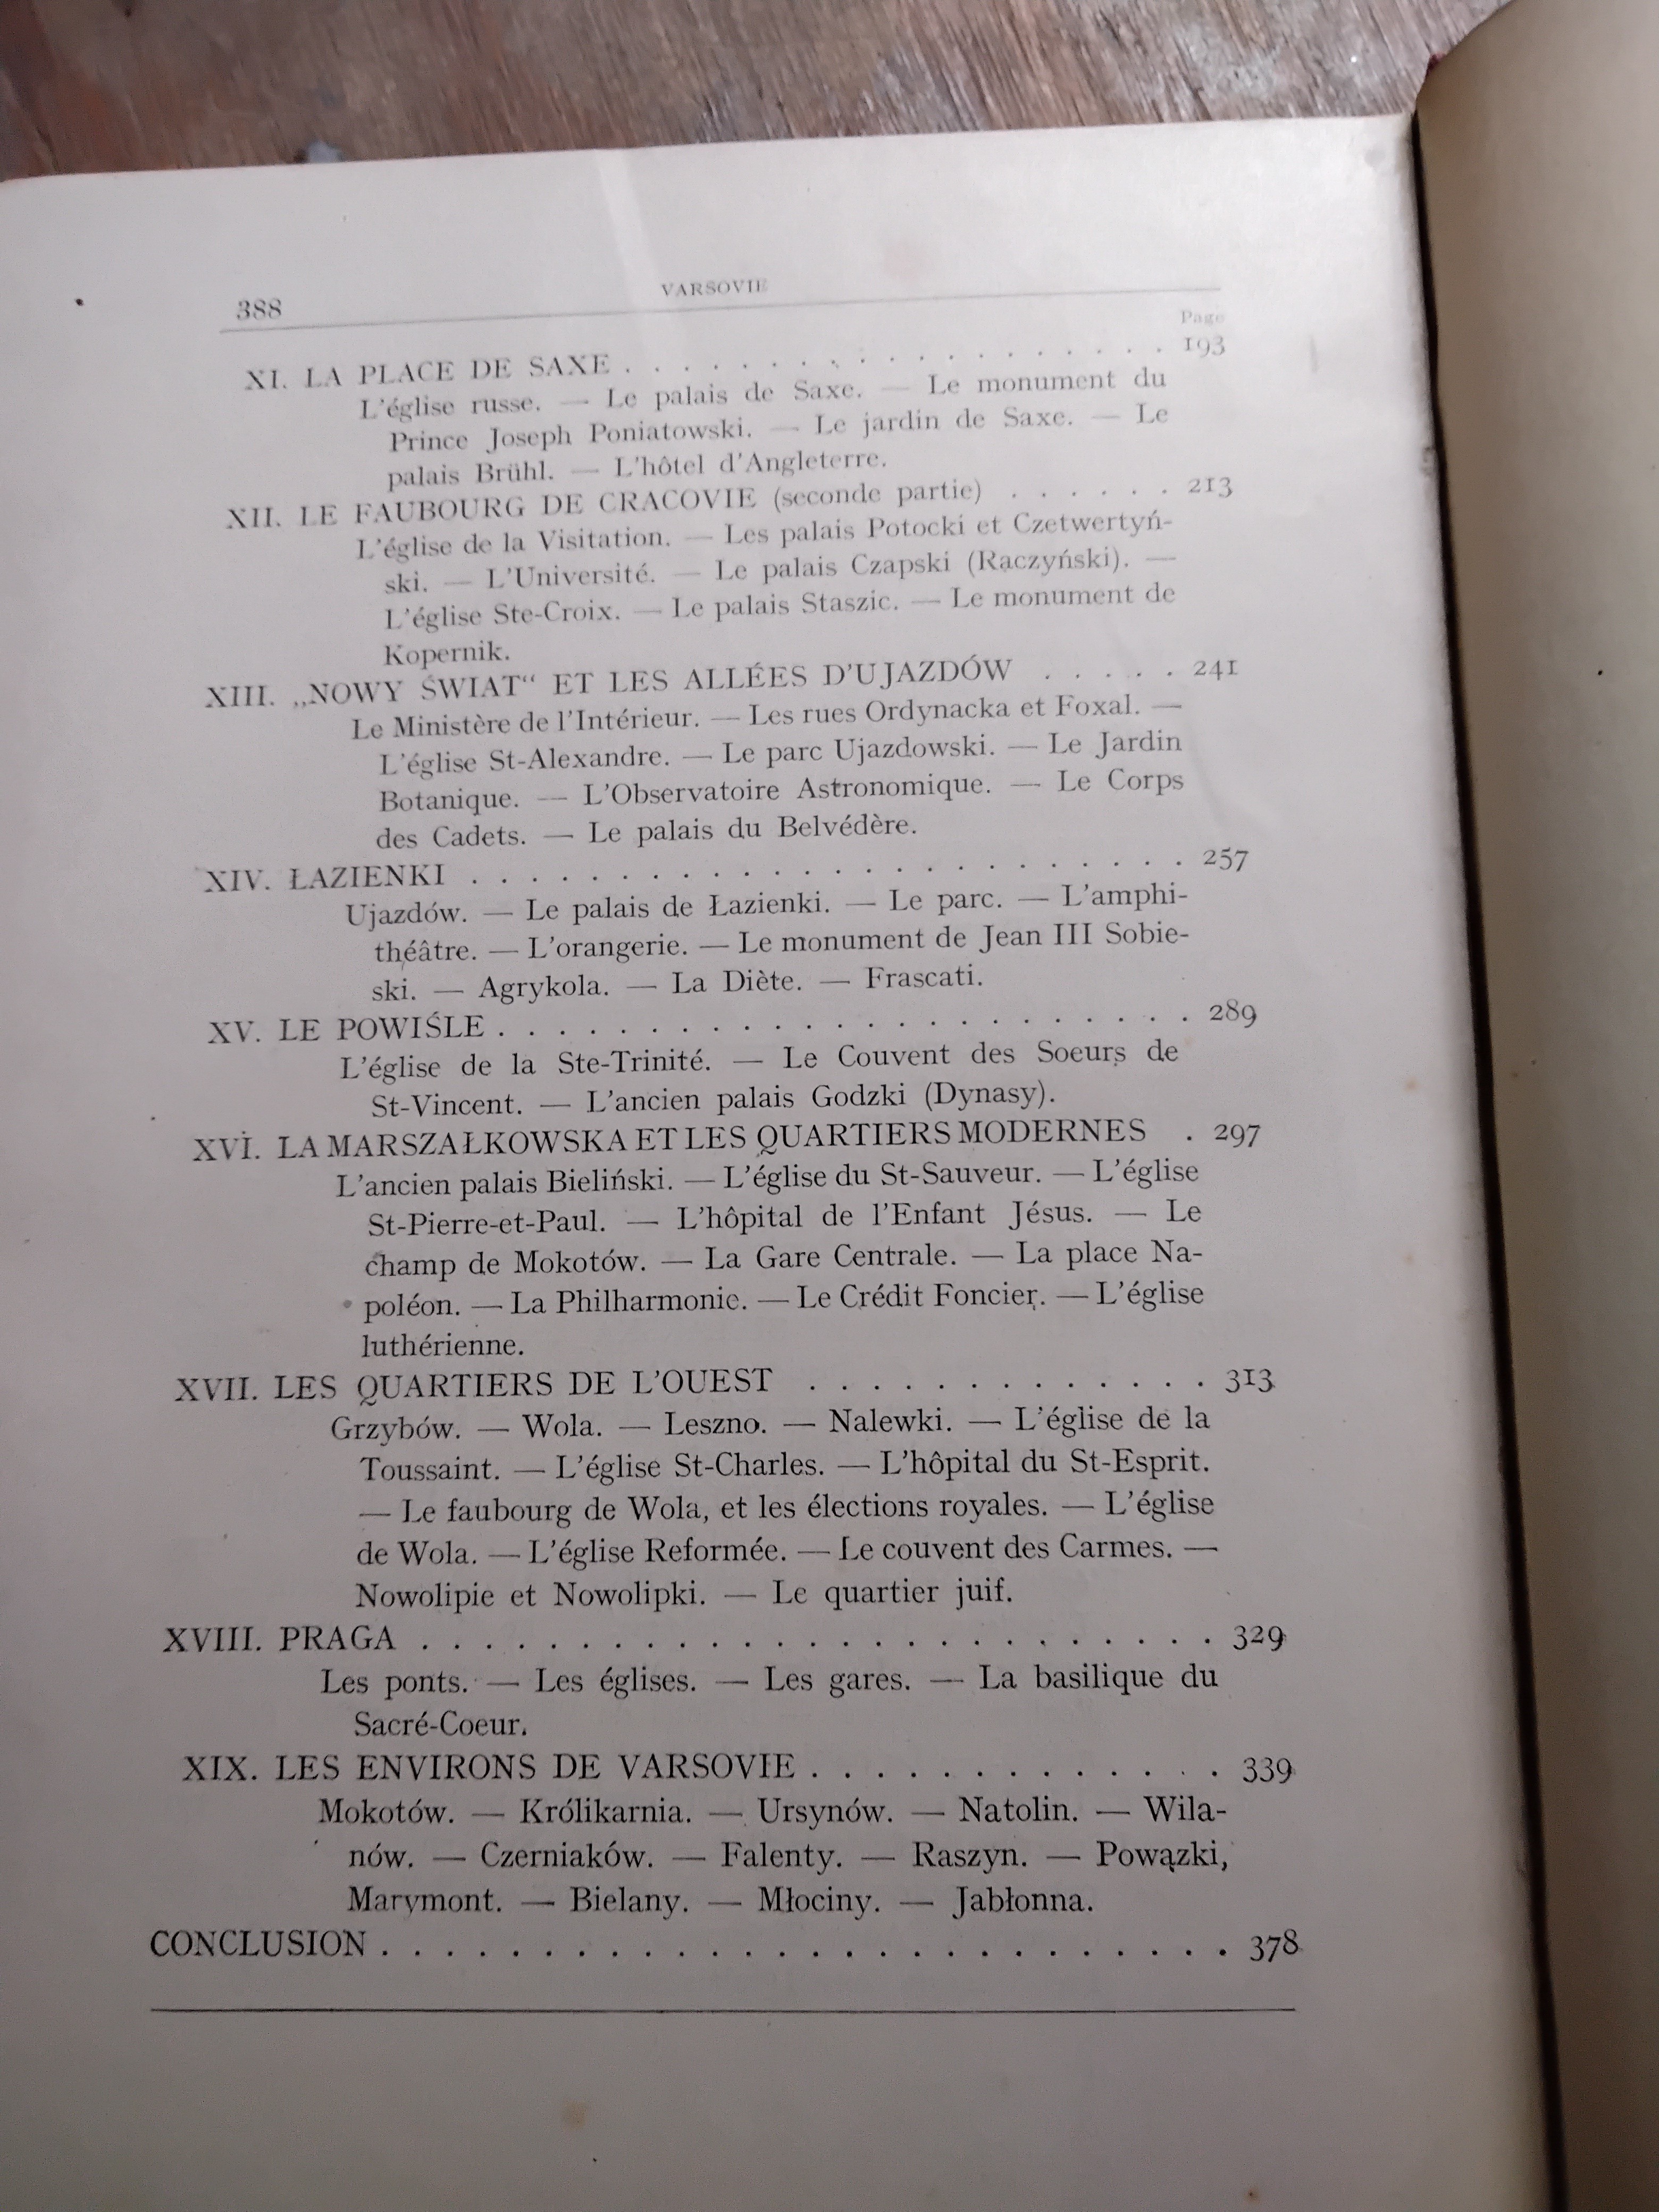 388
VARSOVIE
Page
XI. LA PLACE DE SAXE . . . . . . . . . . . . . . . . . . . 193
L'église russe. — Le palais de Saxe. — Le monument du
Prince Joseph Poniatowski. — Le jardin de Saxe. — Le
palais Brühl. — L'hôtel d'Angleterre.
XII. LE FAUBOURG DE CRACOVIE (seconde partie) . . . . . . 213
L'église de la Visitation. — Les palais Potocki et Czetwertyń-
ski. — L'Université. — Le palais Czapski (Raczyński). —
L'église Ste-Croix. — Le palais Staszic. — Le monument de
Kopernik.
XIII. „NOWY ŚWIAT“ ET LES ALLÉES D'UJAZDÓW . . . . . 241
Le Ministère de l'Intérieur. — Les rues Ordynacka et Foxal. —
L'église St-Alexandre. — Le parc Ujazdowski. — Le Jardin
Botanique. — L'Observatoire Astronomique. — Le Corps
des Cadets. — Le palais du Belvédère.
XIV. ŁAZIENKI . . . . . . . . . . . . . . . . . . . . . . . . 257
Ujazdów. — Le palais de Łazienki. — Le parc. — L'amphi-
théâtre. — L'orangerie. — Le monument de Jean III Sobie-
ski. — Agrykola. — La Diète. — Frascati.
XV. LE POWIŚLE . . . . . . . . . . . . . . . . . . . . . . . 289
L'église de la Ste-Trinité. — Le Couvent des Soeurs de
St-Vincent. — L'ancien palais Godzki (Dynasy).
XVI. LA MARSZAŁKOWSKA ET LES QUARTIERS MODERNES . 297
L'ancien palais Bieliński. — L'église du St-Sauveur. — L'église
St-Pierre-et-Paul. — L'hôpital de l'Enfant Jésus. — Le
champ de Mokotów. — La Gare Centrale. — La place Na-
poléon. — La Philharmonie. — Le Crédit Foncier. — L'église
luthérienne.
XVII. LES QUARTIERS DE L'OUEST . . . . . . . . . . . . . 313
Grzybów. — Wola. — Leszno. — Nalewki. — L'église de la
Toussaint. — L'église St-Charles. — L'hôpital du St-Esprit.
— Le faubourg de Wola, et les élections royales. — L'église
de Wola. — L'église Reformée. — Le couvent des Carmes. —
Nowolipie et Nowolipki. — Le quartier juif.
XVIII. PRAGA . . . . . . . . . . . . . . . . . . . . . . . . . 329
Les ponts. — Les églises. — Les gares. — La basilique du
Sacré-Coeur.
XIX. LES ENVIRONS DE VARSOVIE . . . . . . . . . . . . . 339
Mokotów. — Królikarnia. — Ursynów. — Natolin. — Wila-
nów. — Czerniaków. — Falenty. — Raszyn. — Powązki,
Marymont. — Bielany. — Młociny. — Jabłonna.
CONCLUSION . . . . . . . . . . . . . . . . . . . . . . . . . . . 378